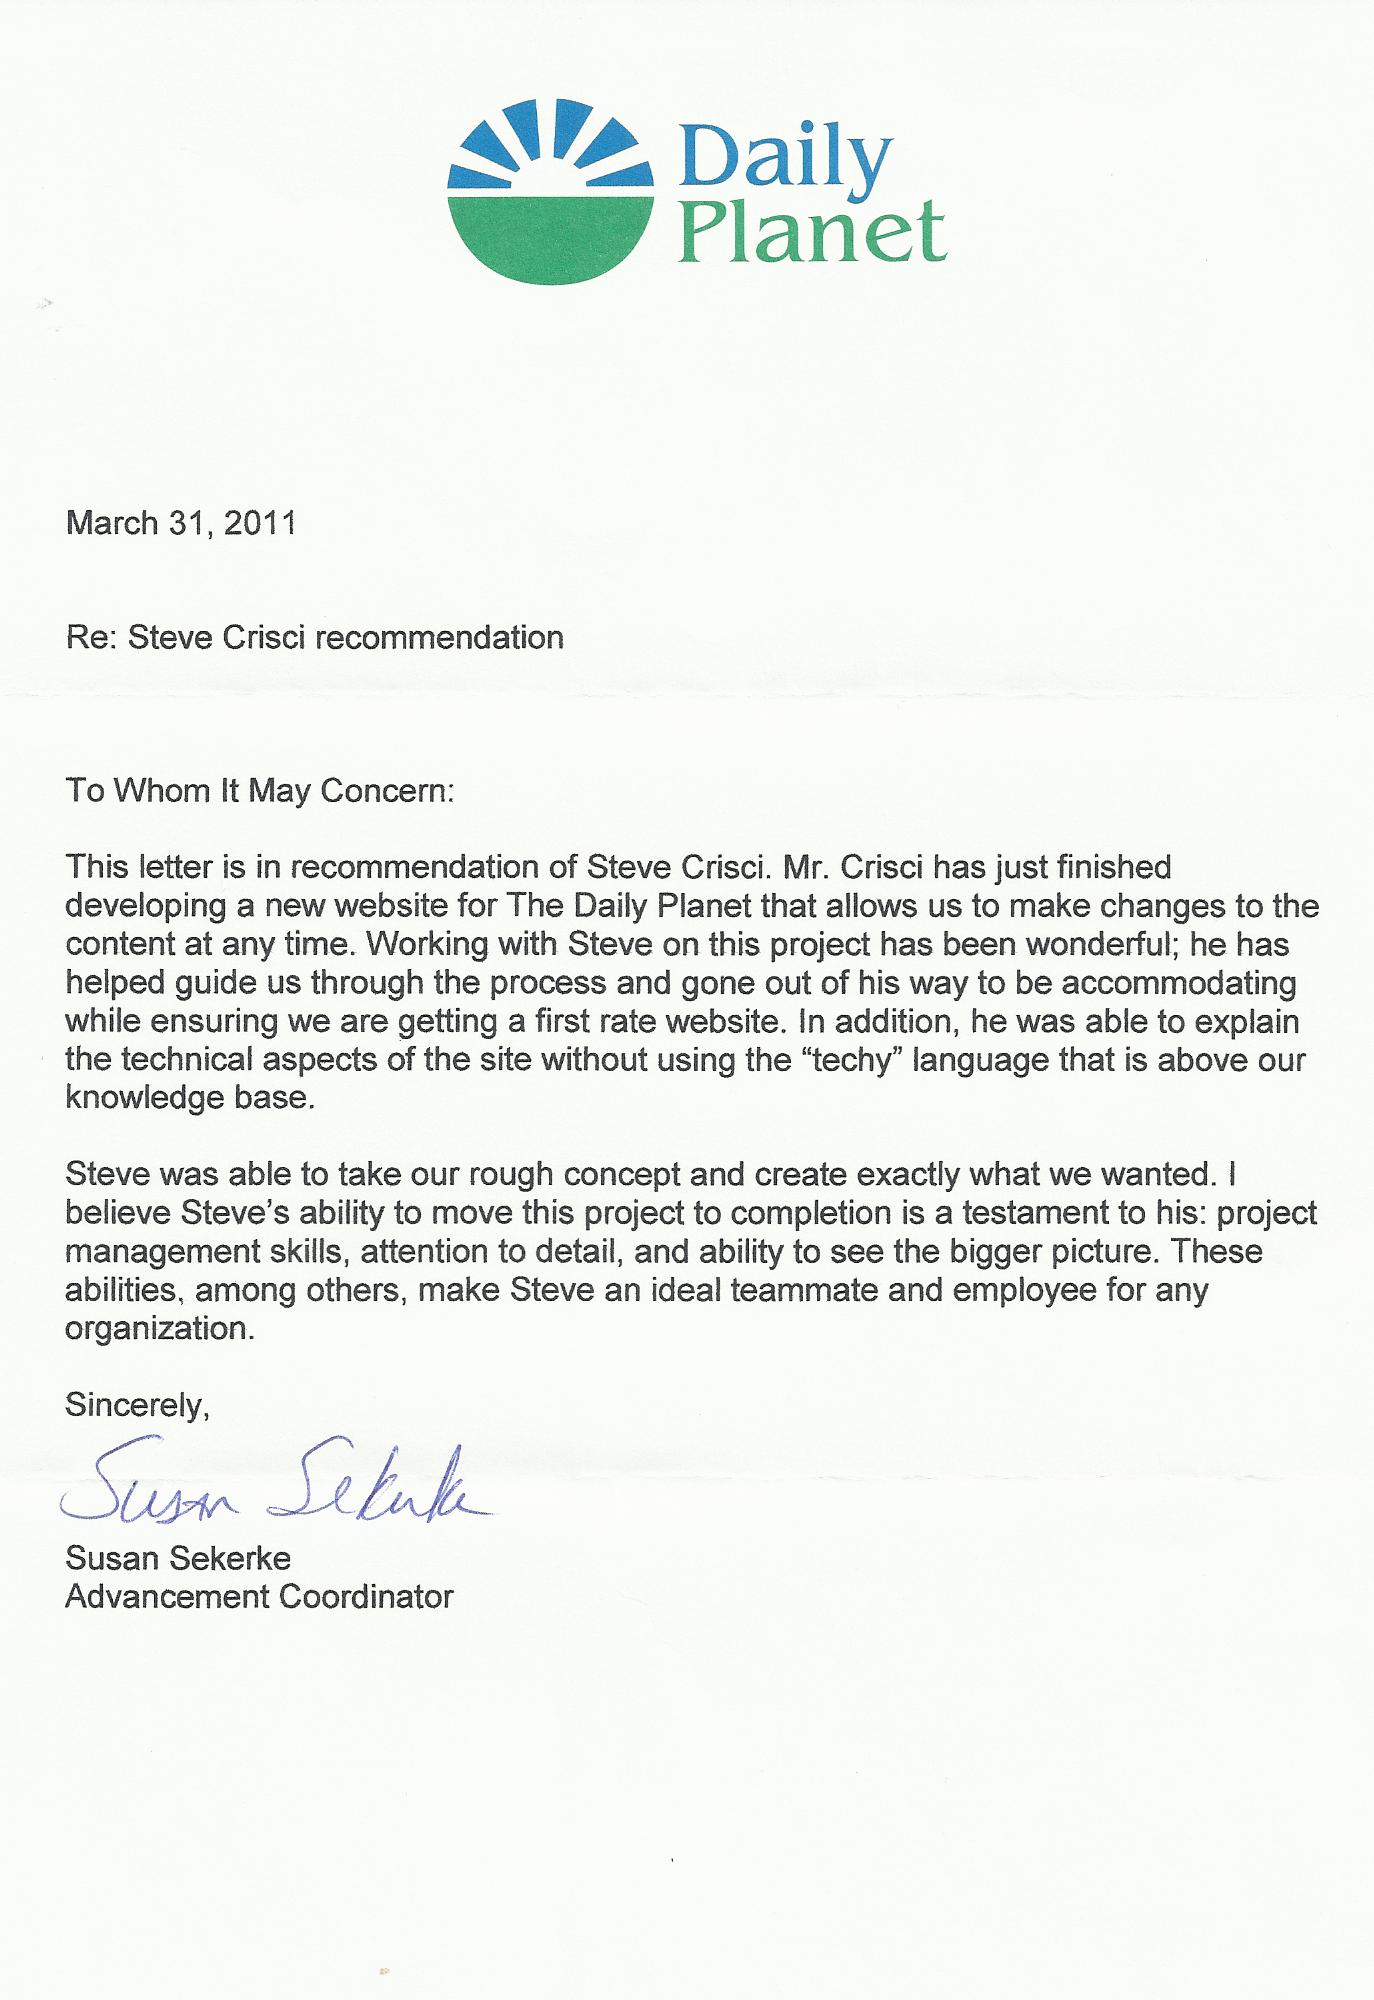 Daily
Planet
March 31, 2011
Re: Steve Crisci recommendation
To Whom It May Concern:
This letter is in recommendation of Steve Crisci. Mr. Crisci has just finished
developing a new website for The Daily Planet that allows us to make changes to the
content at any time. Working with Steve on this project has been wonderful; he has
helped guide us through the process and gone out of his way to be accommodating
while ensuring we are getting a first rate website. In addition, he was able to explain
the technical aspects of the site without using the “techy” language that is above our
knowledge base.
Steve was able to take our rough concept and create exactly what we wanted. I
believe Steve’s ability to move this project to completion is a testament to his: project
management skills, attention to detail, and ability to see the bigger picture. These
abilities, among others, make Steve an ideal teammate and employee for any
organization.
Sincerely,
Susan Sekerke
Susan Sekerke
Advancement Coordinator